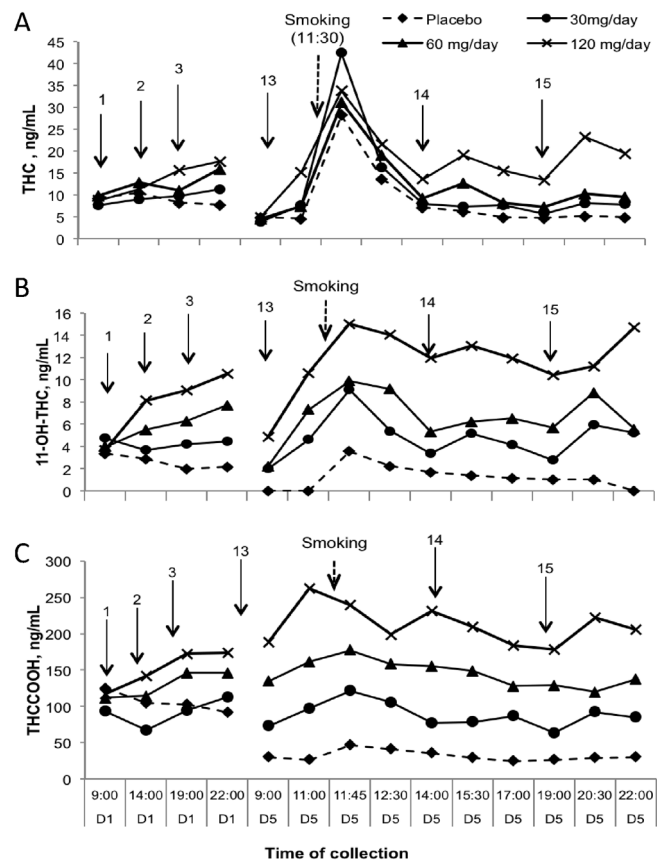 A
Smoking
(11:30)
Placebo
30mg/day
60 mg/day
120 mg/day
THC , ng/mL
45
40
35
30
25
20
15
10
5
0
1
2
3
13
14
15
B
Smoking
11-OH-THC, ng/mL
16
14
12
10
8
6
4
2
0
1
2
3
13
14
15
C
Smoking
THCCOOH, ng/mL
300
250
200
150
100
50
0
1
2
3
13
14
15
9:00 14:00 19:00 22:00 9:00 11:00 11:45 12:30 14:00 15:30 17:00 19:00 20:30 22:00
D1 D1 D1 D1 D5 D5 D5 D5 D5 D5 D5 D5 D5 D5
Time of collection